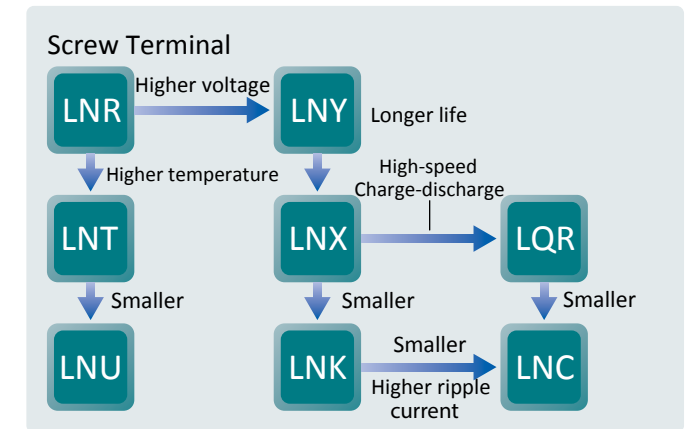 Screw Terminal
LNR
Higher voltage
LNY
Longer life
Higher temperature
High-speed
Charge-discharge
LNT
LNX
LQR
Smaller
Smaller
Smaller
LNU
LNK
Smaller
Higher ripple
current
LNC